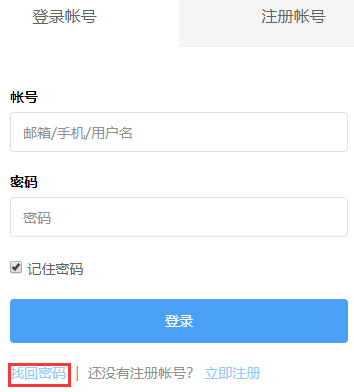 登录帐号 注册帐号
帐号
邮箱/手机/用户名
密码
密码
记住密码
登录
找回密码 | 还没有注册帐号? 立即注册